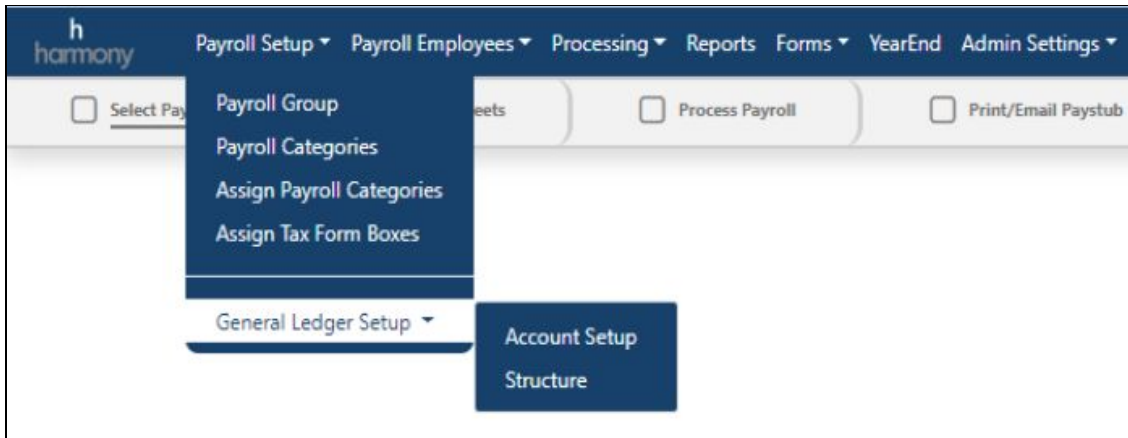 h
harmony
Payroll Setup Payroll Employees Processing Reports Forms YearEnd Admin Settings
Select Pay eets Process Payroll Print/Email Paystub
Payroll Group
Payroll Categories
Assign Payroll Categories
Assign Tax Form Boxes
General Ledger Setup
Account Setup
Structure